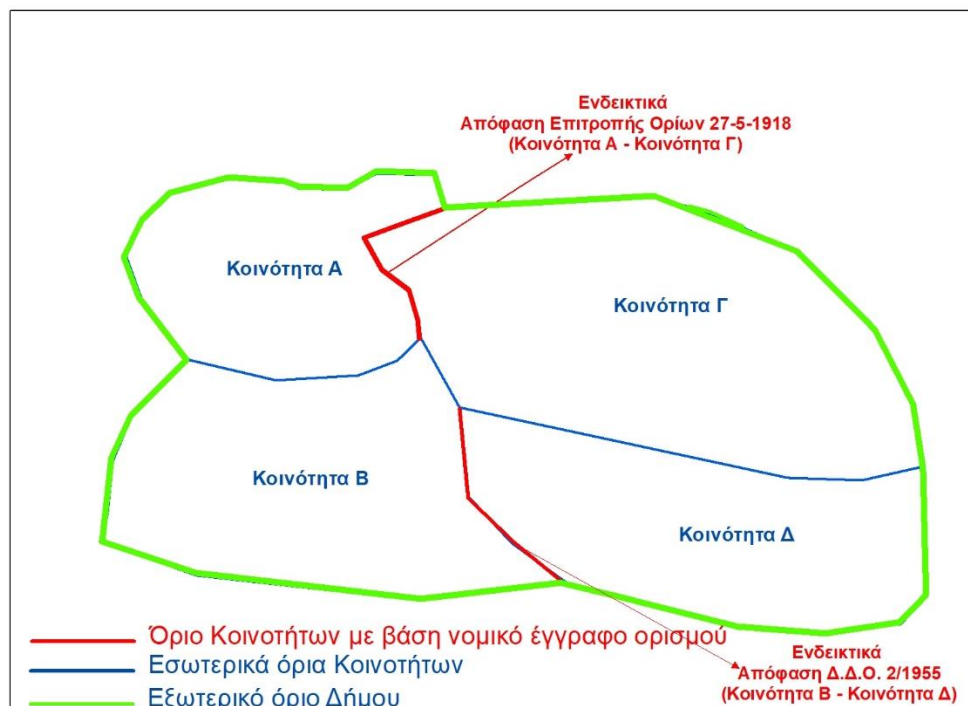 Ενδεικτικά
Απόφαση Επιτροπής Ορίων 27-5-1918
(Κοινότητα Α - Κοινότητα Γ)
Κοινότητα Α
Κοινότητα Γ
Κοινότητα Β
Κοινότητα Δ
Όριο Κοινοτήτων με βάση νομικό έγγραφο ορισμού
Εσωτερικά όρια Κοινοτήτων
Εξωτερικό όριο Δήμου
Ενδεικτικά
Απόφαση Δ.Δ.Ο. 2/1955
(Κοινότητα Β - Κοινότητα Δ)